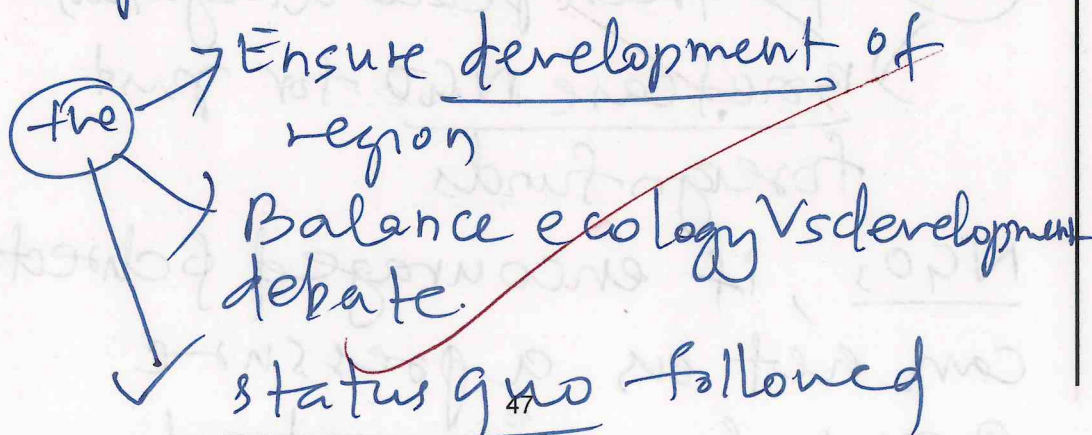 +ve
Ensure development of
region
Balance ecology Vs development
debate.
status quo followed
47